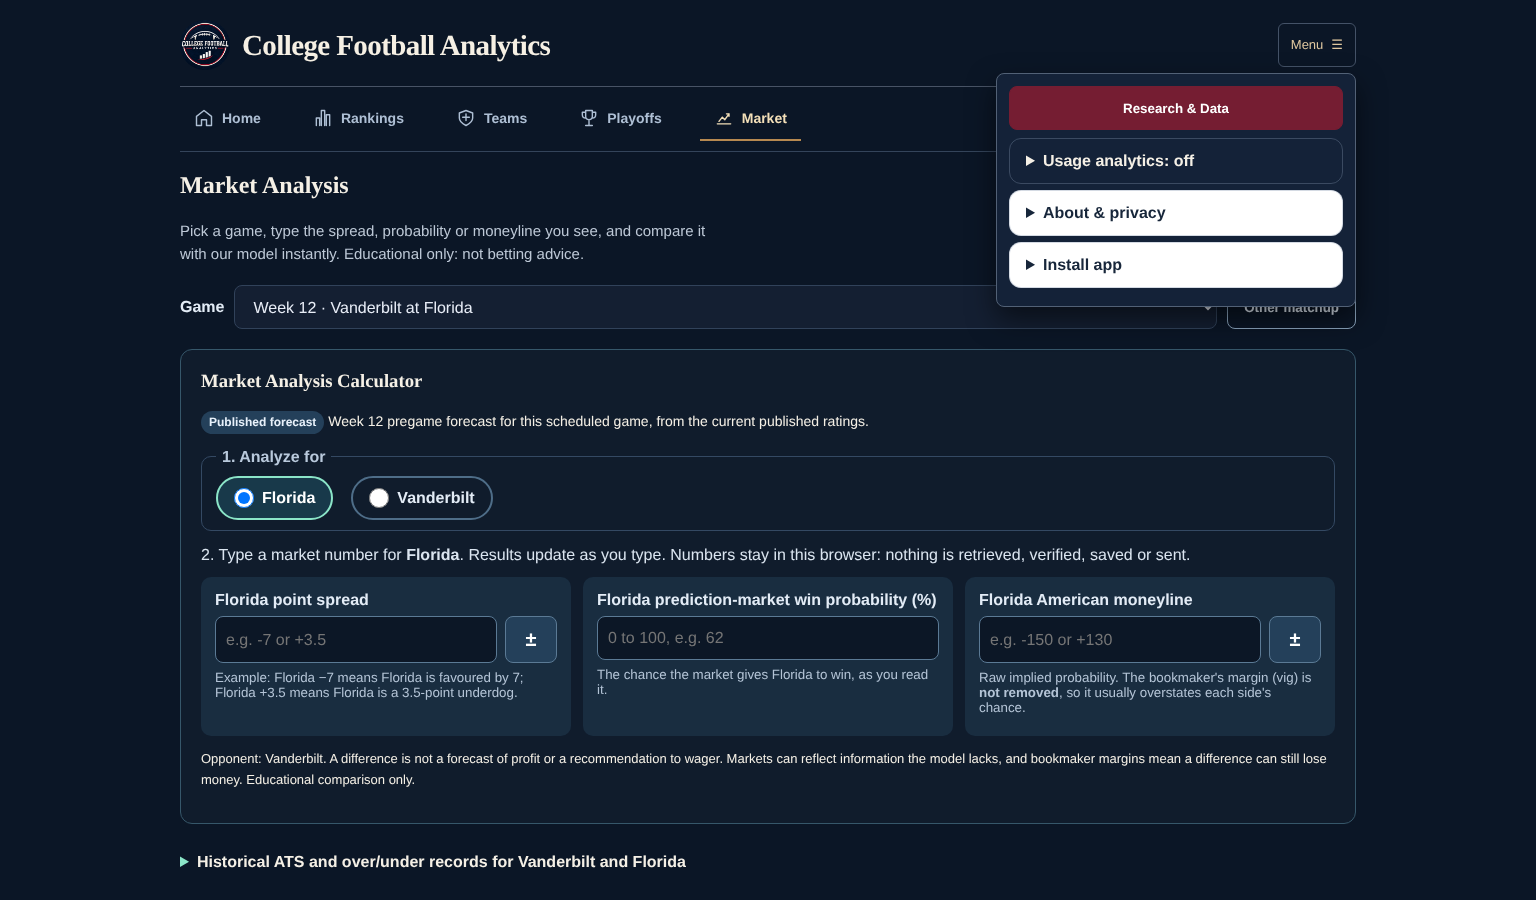 COLLEGE FOOTBALL
ANALYTICS
College Football Analytics
Menu ☰
Home
Rankings
Teams
Playoffs
Market
Research & Data
Usage analytics: off
About & privacy
Install app
Market Analysis
Pick a game, type the spread, probability or moneyline you see, and compare it
with our model instantly. Educational only: not betting advice.
Game
Week 12 · Vanderbilt at Florida
Other matchup
Market Analysis Calculator
Published forecast Week 12 pregame forecast for this scheduled game, from the current published ratings.
1. Analyze for
Florida
Vanderbilt
2. Type a market number for Florida. Results update as you type. Numbers stay in this browser: nothing is retrieved, verified, saved or sent.
Florida point spread
e.g. -7 or +3.5
±
Example: Florida −7 means Florida is favoured by 7;
Florida +3.5 means Florida is a 3.5-point underdog.
Florida prediction-market win probability (%)
0 to 100, e.g. 62
The chance the market gives Florida to win, as you read
it.
Florida American moneyline
e.g. -150 or +130
±
Raw implied probability. The bookmaker's margin (vig) is
not removed, so it usually overstates each side's
chance.
Opponent: Vanderbilt. A difference is not a forecast of profit or a recommendation to wager. Markets can reflect information the model lacks, and bookmaker margins mean a difference can still lose
money. Educational comparison only.
Historical ATS and over/under records for Vanderbilt and Florida